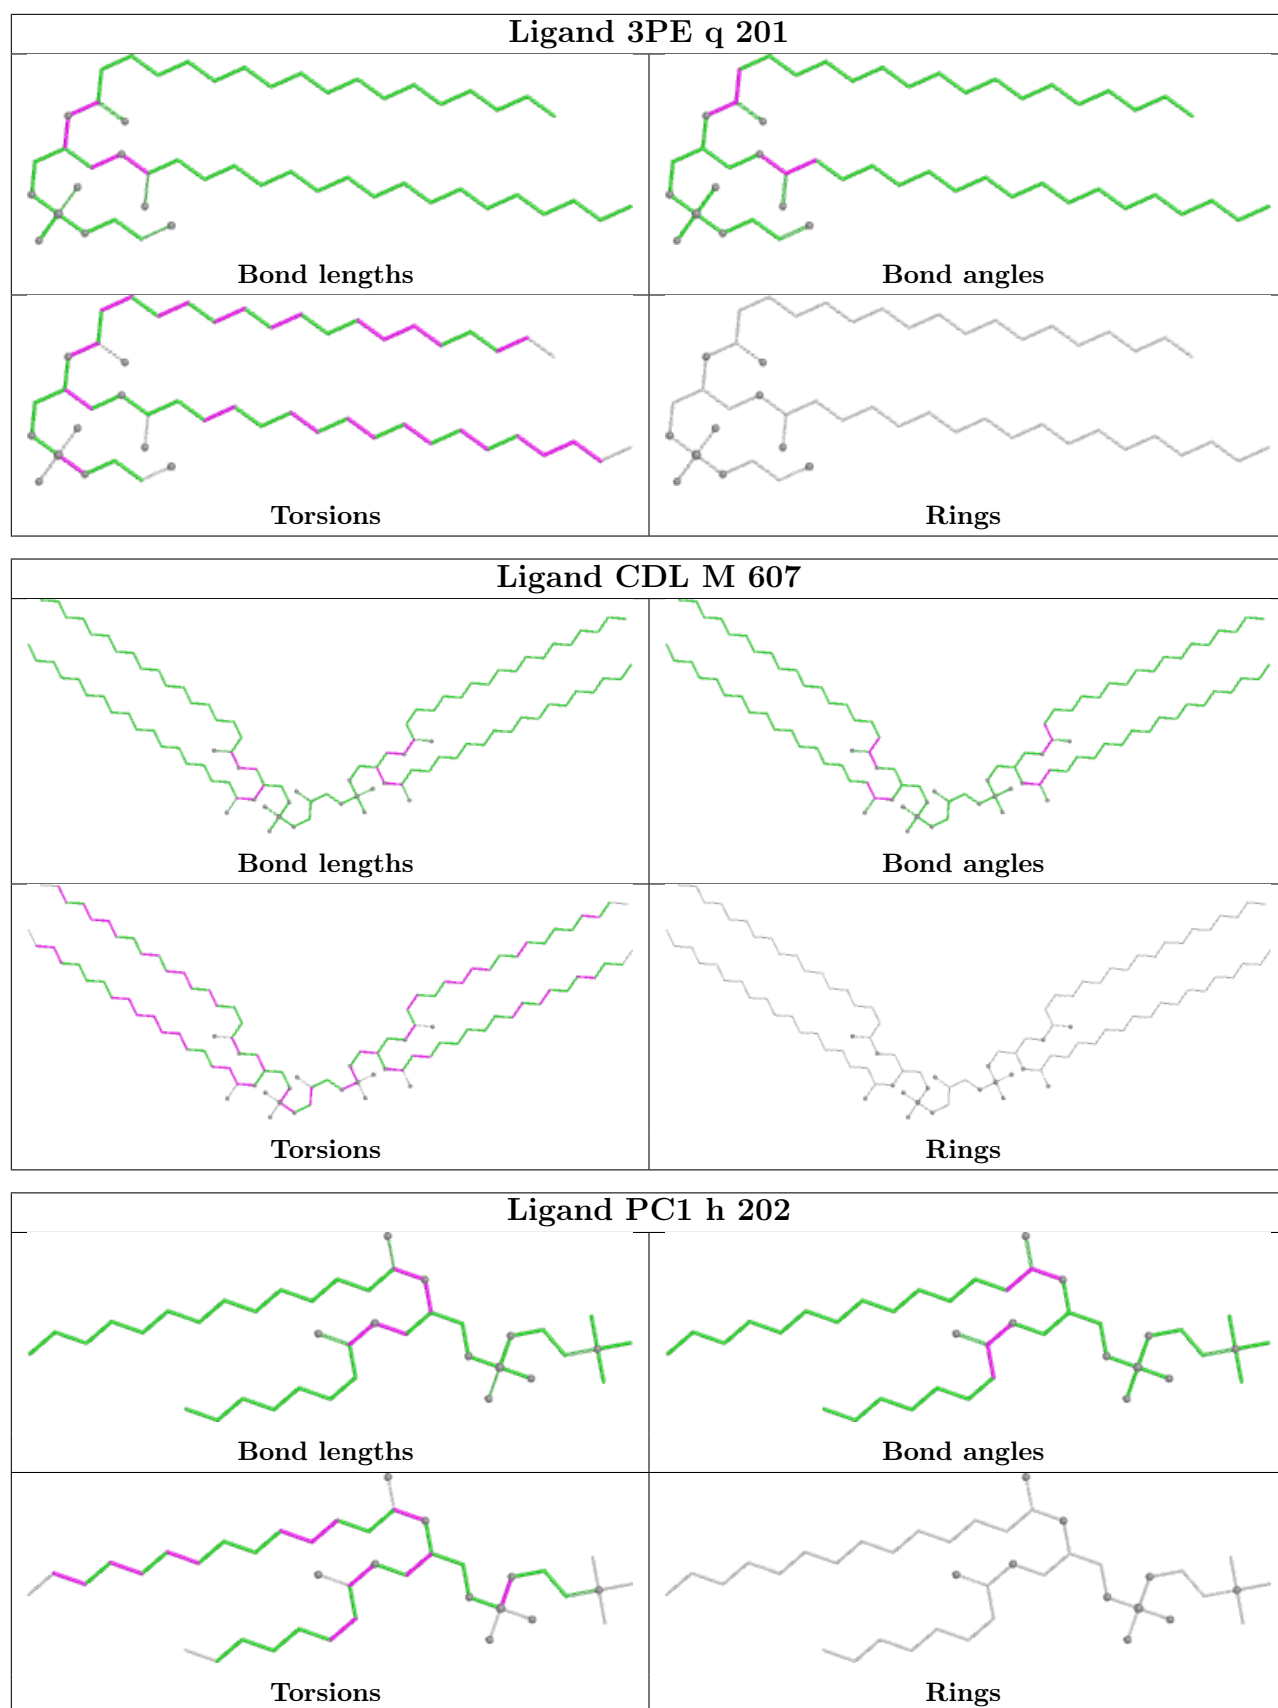 Ligand 3PE q 201
Bond lengths
Bond angles
Torsions
Rings
Ligand CDL M 607
Bond lengths
Bond angles
Torsions
Rings
Ligand PC1 h 202
Bond lengths
Bond angles
Torsions
Rings